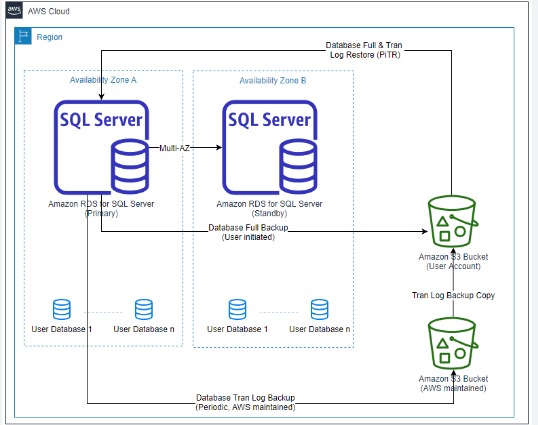 aws
AWS Cloud
Region
Database Full & Tran
Log Restore (PiTR)
Availability Zone A
Availability Zone B
SQL Server
SQL Server
Multi-AZ
Amazon RDS for SQL Server
(Primary)
Amazon RDS for SQL Server
(Standby)
Database Full Backup
(User initiated)
Amazon S3 Bucket
(User Account)
Tran Log Backup Copy
User Database 1
User Database n
User Database 1
User Database n
Amazon S3 Bucket
(AWS maintained)
Database Tran Log Backup
(Periodic, AWS maintained)